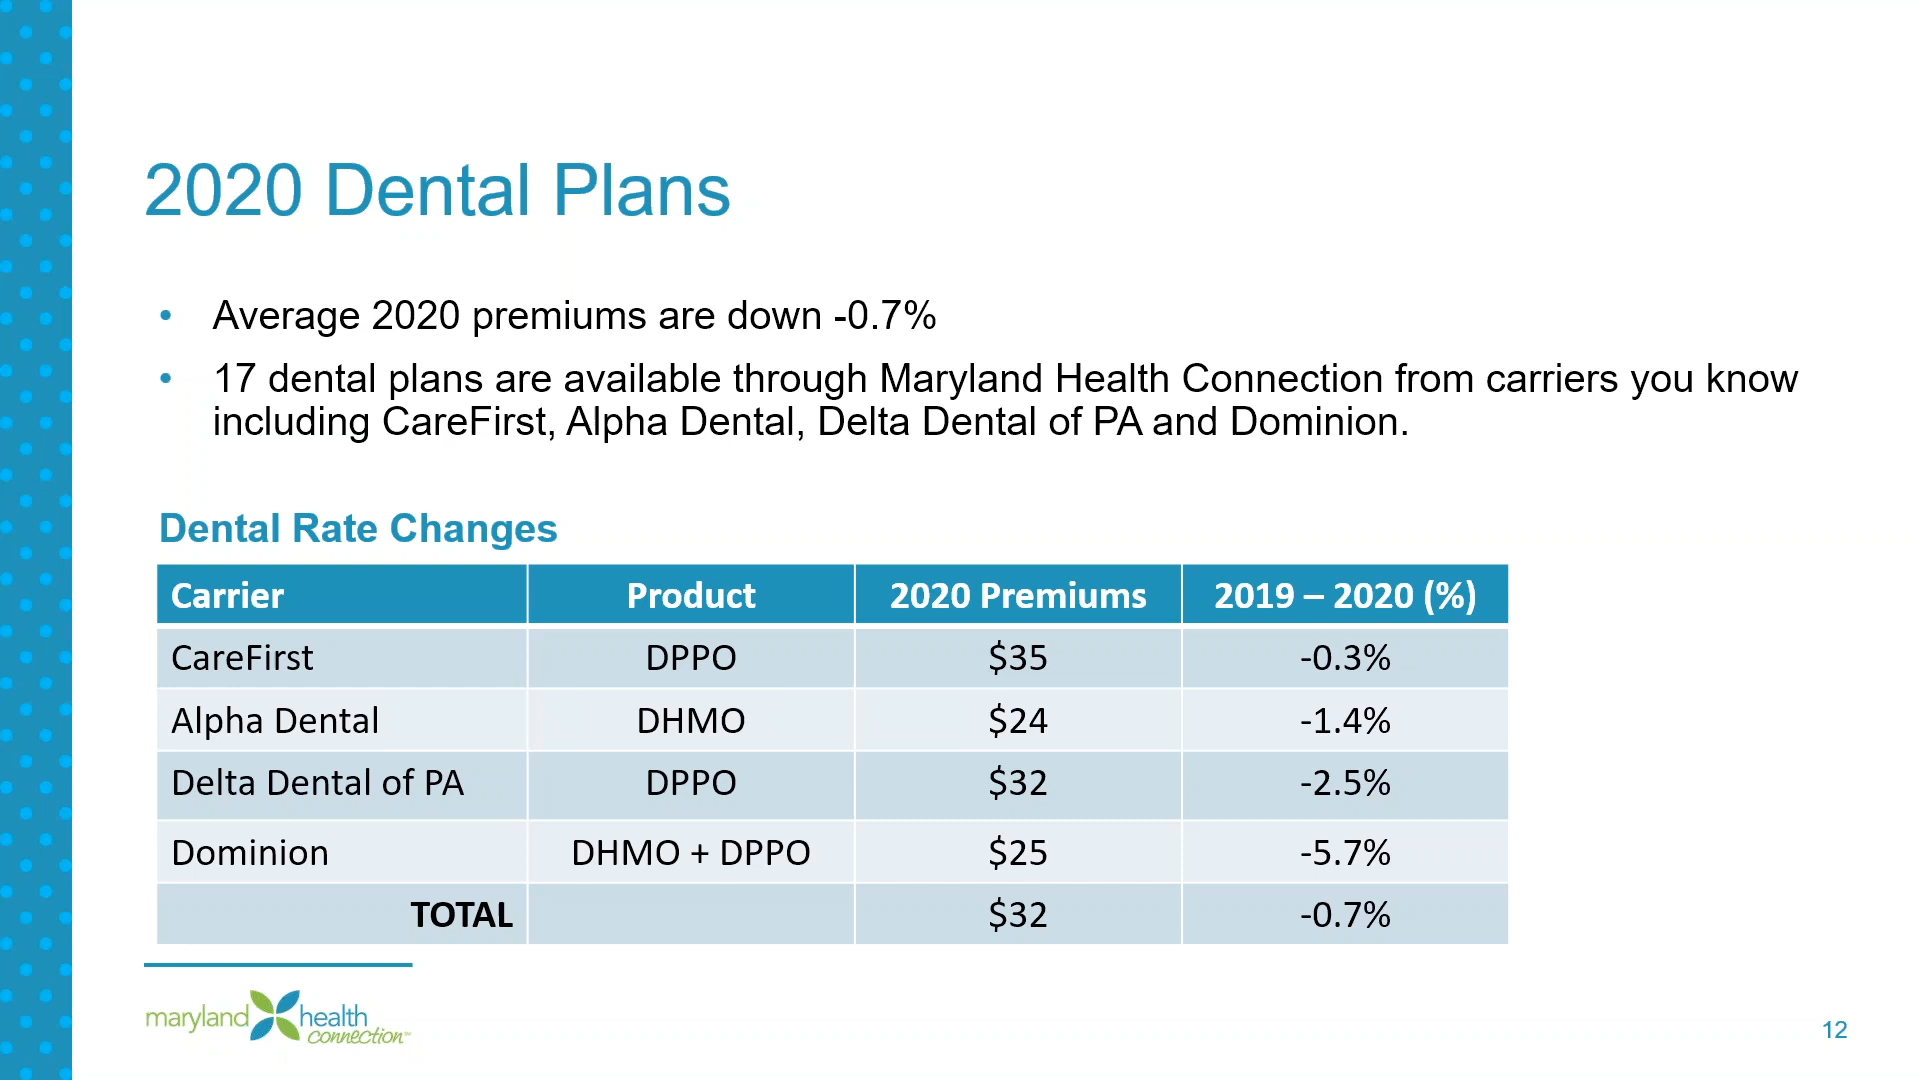 2020 Dental Plans
• Average 2020 premiums are down -0.7%
• 17 dental plans are available through Maryland Health Connection from carriers you know
including CareFirst, Alpha Dental, Delta Dental of PA and Dominion.
Dental Rate Changes
Carrier Product 2020 Premiums 2019 – 2020 (%)
CareFirst DPPO $35 -0.3%
Alpha Dental DHMO $24 -1.4%
Delta Dental of PA DPPO $32 -2.5%
Dominion DHMO + DPPO $25 -5.7%
TOTAL $32 -0.7%
maryland health
connection™
12